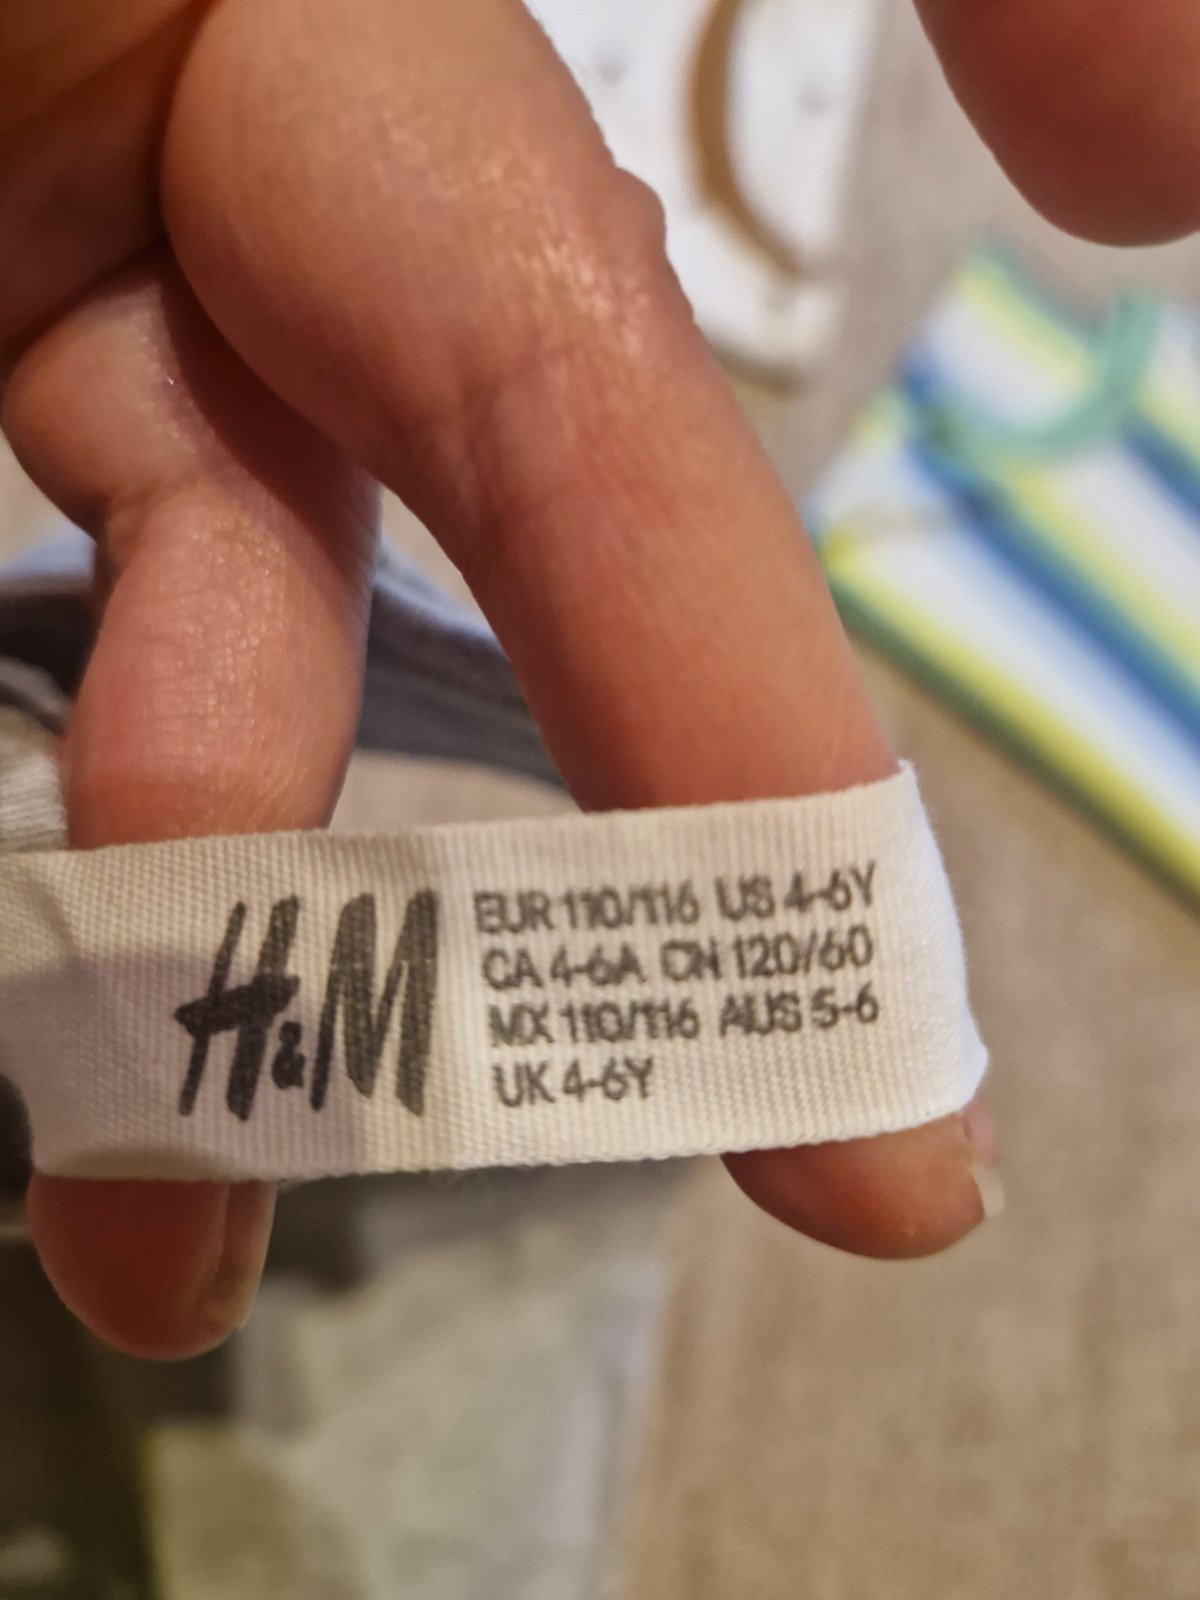 H&M
EUR 110/116 US 4-6Y
CA 4-6A CN 120/60
MX 110/116 AUS 5-6
UK 4-6Y